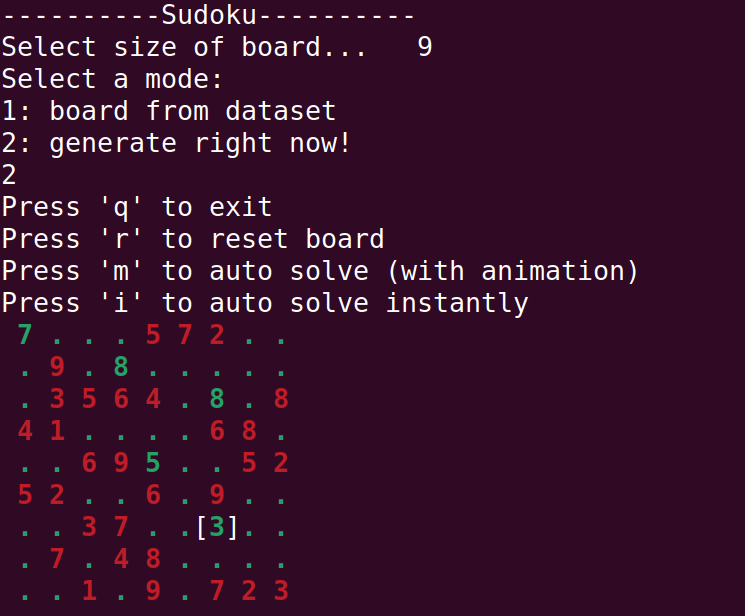 ----------Sudoku----------
Select size of board...   9
Select a mode:
1: board from dataset
2: generate right now!
2
Press 'q' to exit
Press 'r' to reset board
Press 'm' to auto solve (with animation)
Press 'i' to auto solve instantly
 7 . . . 5 7 2 . .
 . 9 . 8 . . . . .
 . 3 5 6 4 . 8 . 8
 4 1 . . . . 6 8 .
 . . 6 9 5 . . 5 2
 5 2 . . 6 . 9 . .
 . . 3 7 . .[3]. .
 . 7 . 4 8 . . . .
 . . 1 . 9 . 7 2 3